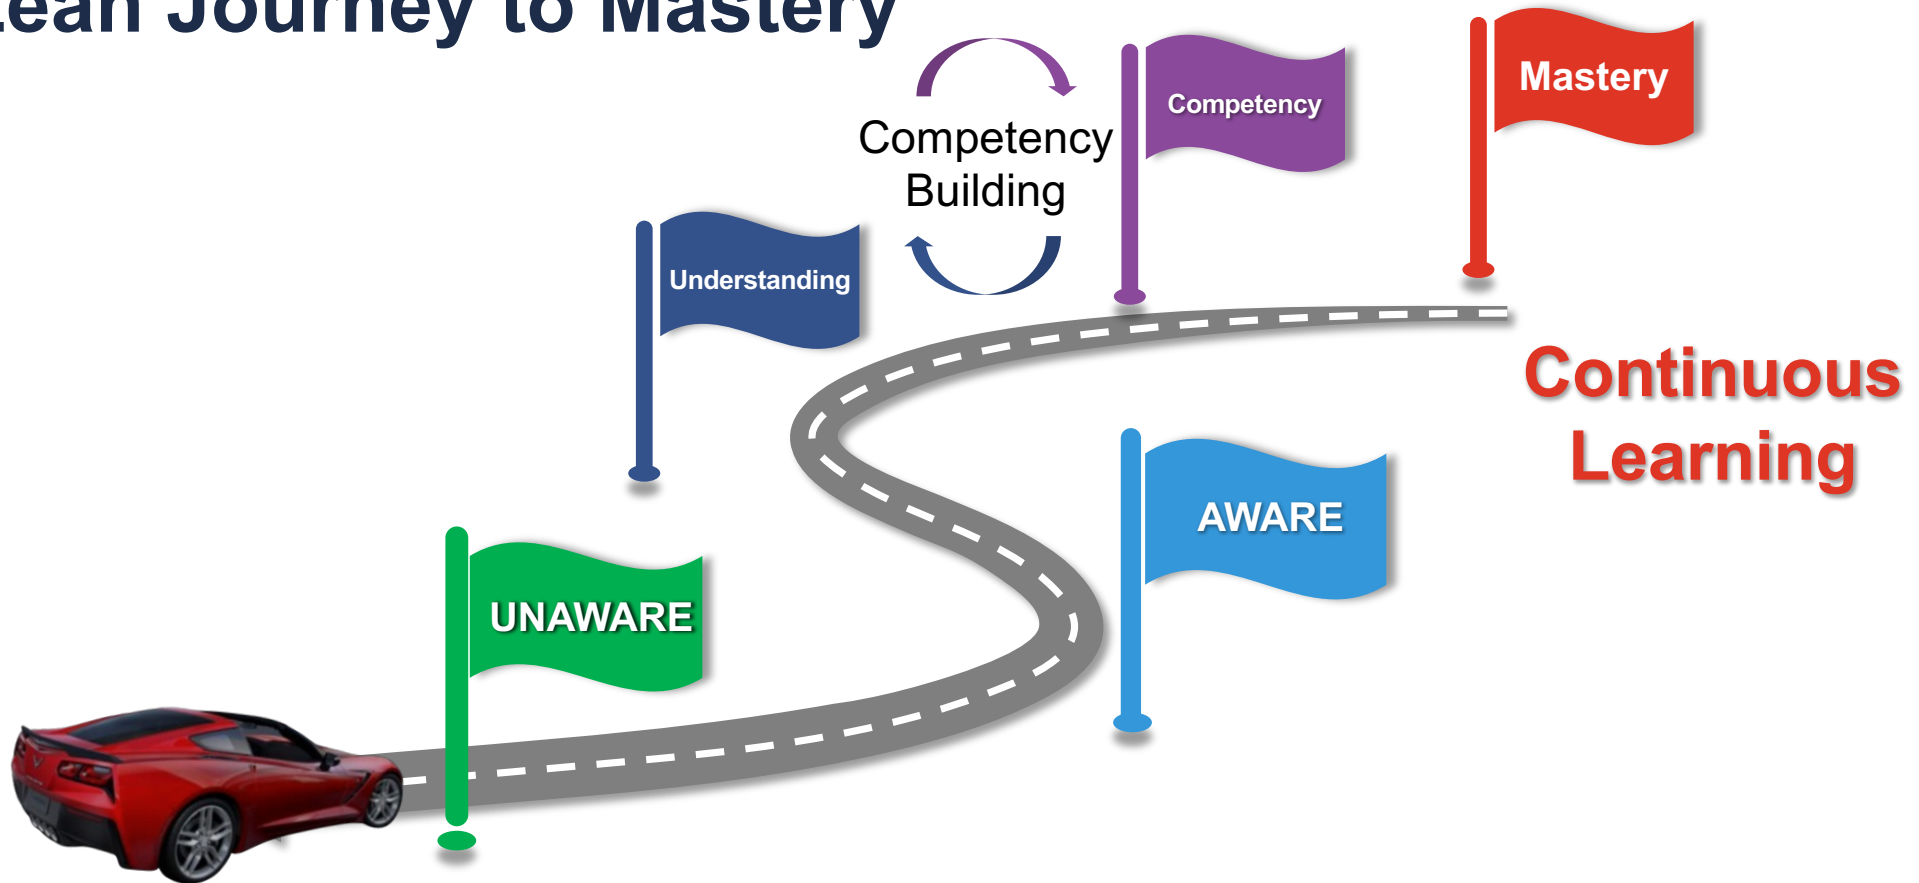 Lean Journey to Mastery
Mastery
Competency
Competency
Building
Understanding
Continuous
Learning
AWARE
UNAWARE